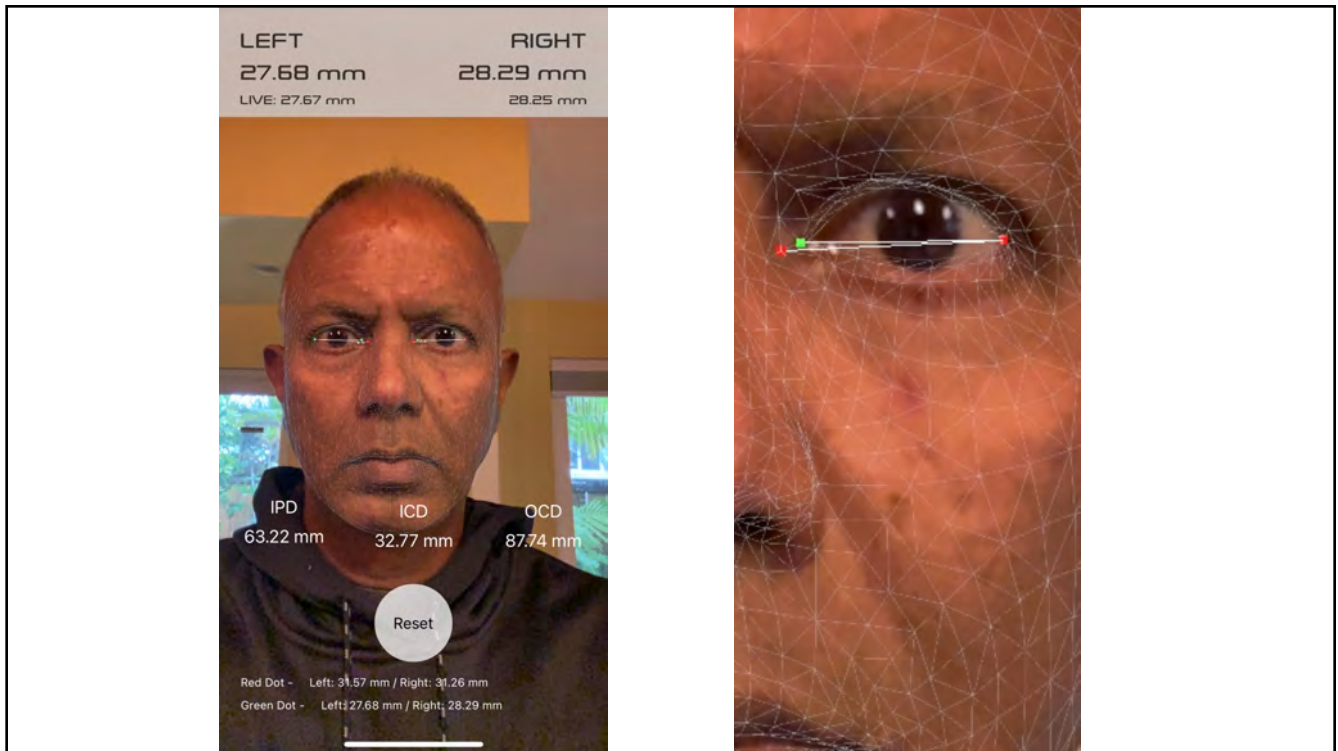 LEFT RIGHT
27.68 mm 28.29 mm
LIVE: 27.67 mm 28.25 mm
IPD ICD OCD
63.22 mm 32.77 mm 87.74 mm
Reset
Red Dot - Left: 31.57 mm / Right: 31.26 mm
Green Dot - Left: 27.68 mm / Right: 28.29 mm